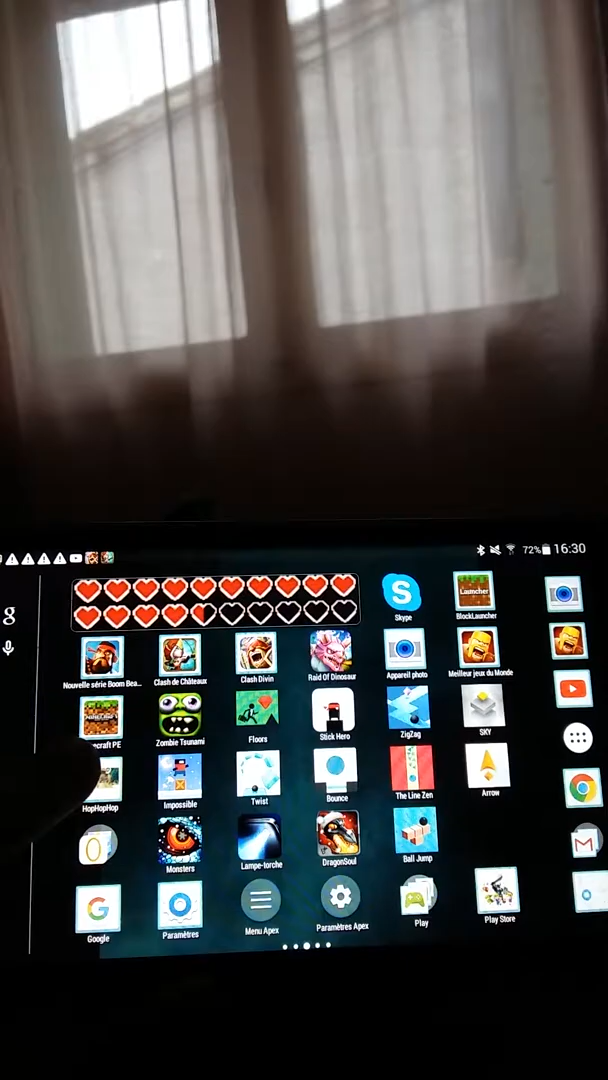 72% 16:30
g
Skype
Launcher
BlockLauncher
Nouvelle série Boom Bea...
Clash de Châteaux
Clash Divin
Raid Of Dinosaur
Appareil photo
Meilleur jeux du Monde
craft PE
Zombie Tsunami
Floors
Stick Hero
ZigZag
SKY
HopHopHop
Impossible
Twist
Bounce
The Line Zen
Arrow
Monsters
Lampe-torche
DragonSoul
Ball Jump
Google
Paramètres
Menu Apex
Paramètres Apex
Play
Play Store